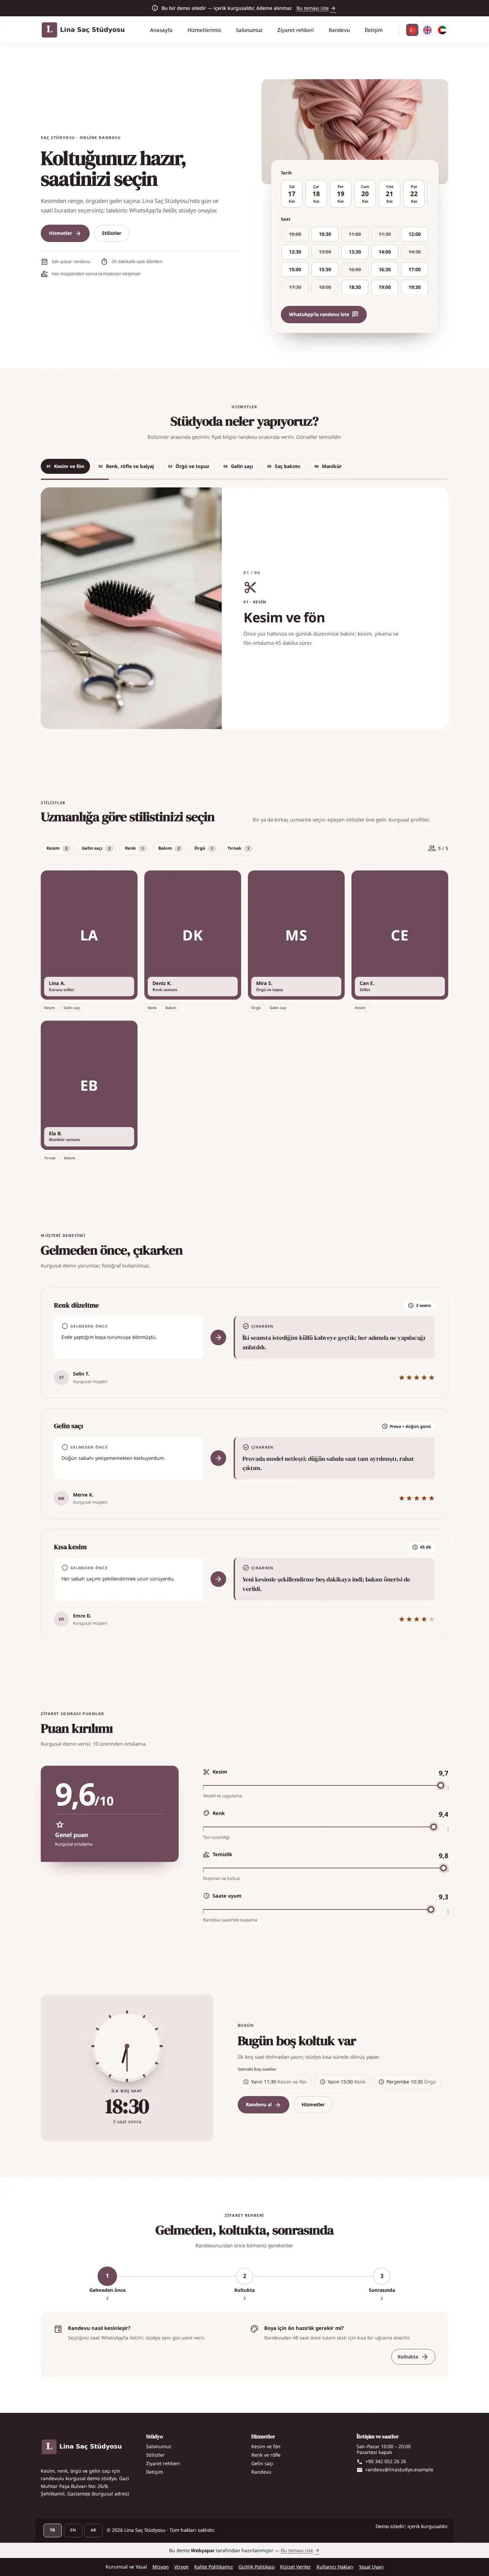 Bu bir demo sitedir — içerik kurgusaldır, ödeme alınmaz Bu temayı iste →
L Lina Saç Stüdyosu Anasayfa Hizmetlerimiz Salonumuz Ziyaret rehberi Randevu İletişim
SAÇ STÜDYOSU · ONLİNE RANDEVU
Koltuğunuz hazır,
saatinizi seçin
Kesimden renge, örgüden gelin saçına; Lina Saç Stüdyosu'nda gün ve
saati buradan seçersiniz; talebiniz WhatsApp'la iletilir, stüdyo onaylar.
Hizmetler → Stilistler
Salı-pazar randevu 30 dakikalık saat dilimleri
Her müşteriden sonra temizlenen ekipman
Tarih
Sal Çar Per Cum Cmt Paz
17 18 19 20 21 22
Kas Kas Kas Kas Kas Kas
Saat
10:00 10:30 11:00 11:30 12:00
12:30 13:00 13:30 14:00 14:30
15:00 15:30 16:00 16:30 17:00
17:30 18:00 18:30 19:00 19:30
WhatsApp'la randevu iste
HİZMETLER
Stüdyoda neler yapıyoruz?
Bölümler arasında gezinin; fiyat bilgisi randevu sırasında verilir. Görseller temsilîdir.
01 Kesim ve fön 02 Renk, röfle ve balyaj 03 Örgü ve topuz 04 Gelin saçı 05 Saç bakımı 06 Manikür
01 / 06
01 · KESİM
Kesim ve fön
Önce yüz hattınıza ve günlük düzeninize bakılır; kesim, yıkama ve
fön ortalama 45 dakika sürer.
STİLİSTLER
Uzmanlığa göre stilistinizi seçin
Bir ya da birkaç uzmanlık seçin; eşleşen stilistler öne gelir. Kurgusal profiller.
Kesim 2 Gelin saçı 2 Renk 1 Bakım 2 Örgü 1 Tırnak 1 5 / 5
LA DK MS CE
Lina A. Deniz K. Mira S. Can E.
Kurucu stilist Renk uzmanı Örgü ve topuz Stilist
Kesim Gelin saçı Renk Bakım Örgü Gelin saçı Kesim
EB
Ela B.
Manikür uzmanı
Tırnak Bakım
MÜŞTERİ DENEYİMİ
Gelmeden önce, çıkarken
Kurgusal demo yorumlar; fotoğraf kullanılmaz.
Renk düzeltme 2 seans
GELMEDEN ÖNCE
Evde yaptığım boya turuncuya dönmüştü.
ÇIKARKEN
İki seansta istediğim küllü kahveye geçtik; her adımda ne yapılacağı
anlatıldı.
ST Selin T.
Kurgusal müşteri
Gelin saçı Prova + düğün günü
GELMEDEN ÖNCE
Düğün sabahı yetişememekten korkuyordum.
ÇIKARKEN
Provada model netleşti; düğün sabahı saat tam ayrılmıştı, rahat
çıktım.
MK Merve K.
Kurgusal müşteri
Kısa kesim 45 dk
GELMEDEN ÖNCE
Her sabah saçımı şekillendirmek uzun sürüyordu.
ÇIKARKEN
Yeni kesimle şekillendirme beş dakikaya indi; bakım önerisi de
verildi.
ED Emre D.
Kurgusal müşteri
ZİYARET SONRASI PUANLAR
Puan kırılımı
Kurgusal demo verisi; 10 üzerinden ortalama.
9,6/10
Genel puan
Kurgusal ortalama
Kesim 9,7
Model ve uygulama
Renk 9,4
Ton tutarlılığı
Temizlik 9,8
Ekipman ve koltuk
Saate uyum 9,3
Randevu saatinde başlama
İLK BOŞ SAAT
18:30
3 saat sonra
BUGÜN
Bugün boş koltuk var
İlk boş saat dolmadan yazın; stüdyo kısa sürede dönüş yapar.
Sonraki boş saatler
Yarın 11:30 Kesim ve fön Yarın 15:00 Renk Perşembe 10:30 Örgü
Randevu al → Hizmetler
ZİYARET REHBERİ
Gelmeden, koltukta, sonrasında
Randevunuzdan önce bilmeniz gerekenler.
1 2 3
Gelmeden önce Koltukta Sonrasında
2 2 2
Randevu nasıl kesinleşir?
Seçtiğiniz saat WhatsApp'la iletilir; stüdyo aynı gün yanıt verir.
Boya için ön hazırlık gerekir mi?
Randevudan 48 saat önce tutam testi için kısa bir uğrama önerilir.
Koltukta →
L Lina Saç Stüdyosu
Kesim, renk, örgü ve gelin saçı için
randevulu kurgusal demo stüdyo. Gazi
Muhtar Paşa Bulvarı No: 26/B,
Şehitkamil, Gaziantep (kurgusal adres)
Stüdyo
Salonumuz
Stilistler
Ziyaret rehberi
İletişim
Hizmetler
Kesim ve fön
Renk ve röfle
Gelin saçı
Randevu
İletişim ve saatler
Salı–Pazar 10:00 – 20:00
Pazartesi kapalı
+90 342 052 26 26
randevu@linastudyo.example
TR EN AR © 2026 Lina Saç Stüdyosu · Tüm hakları saklıdır. Demo sitedir; içerik kurgusaldır.
Bu demo Webyapar tarafından hazırlanmıştır — Bu temayı iste →
Kurumsal ve Yasal Misyon Vizyon Kalite Politikamız Gizlilik Politikası Kişisel Veriler Kullanıcı Hakları Yasal Uyarı